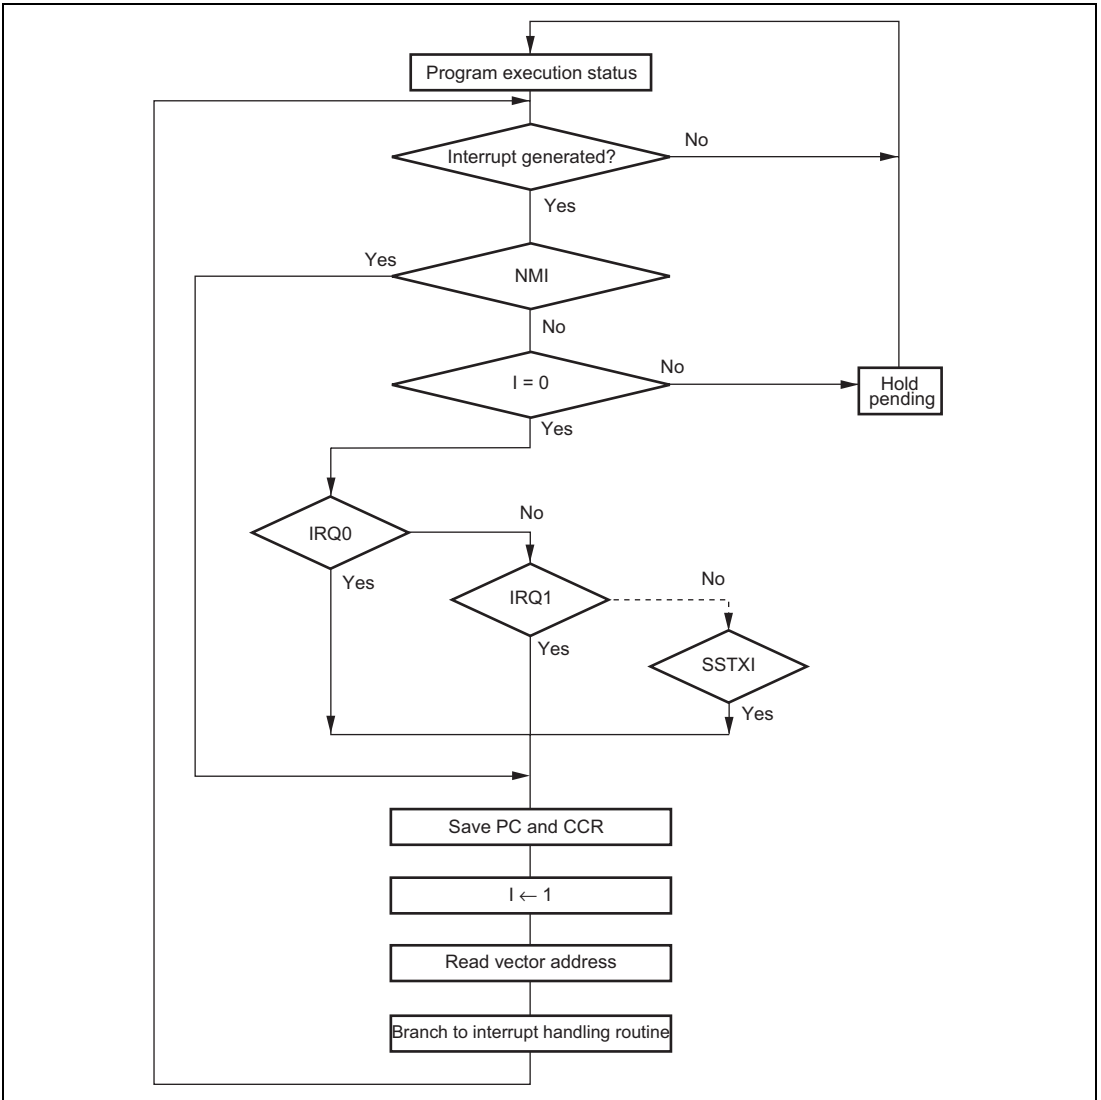 Program execution status
Interrupt generated?
No
Yes
Yes
NMI
No
I = 0
No
Hold
pending
Yes
IRQ0
No
Yes
IRQ1
No
Yes
SSTXI
Yes
Save PC and CCR
I ← 1
Read vector address
Branch to interrupt handling routine